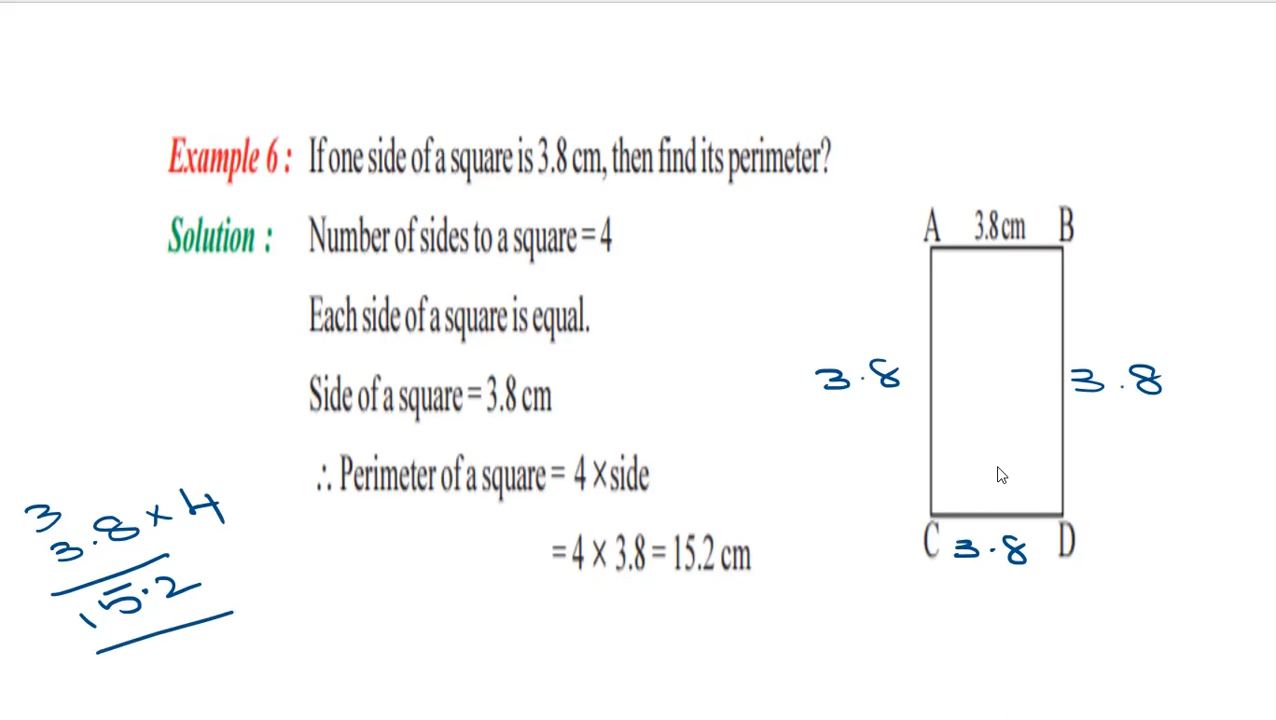 Example 6 : If one side of a square is 3.8 cm, then find its perimeter?
Solution : Number of sides to a square = 4
Each side of a square is equal.
Side of a square = 3.8 cm
∴ Perimeter of a square = 4 × side
= 4 × 3.8 = 15.2 cm
A 3.8 cm B
3.8
3.8
C 3.8 D
3
3.8 × 4
15.2